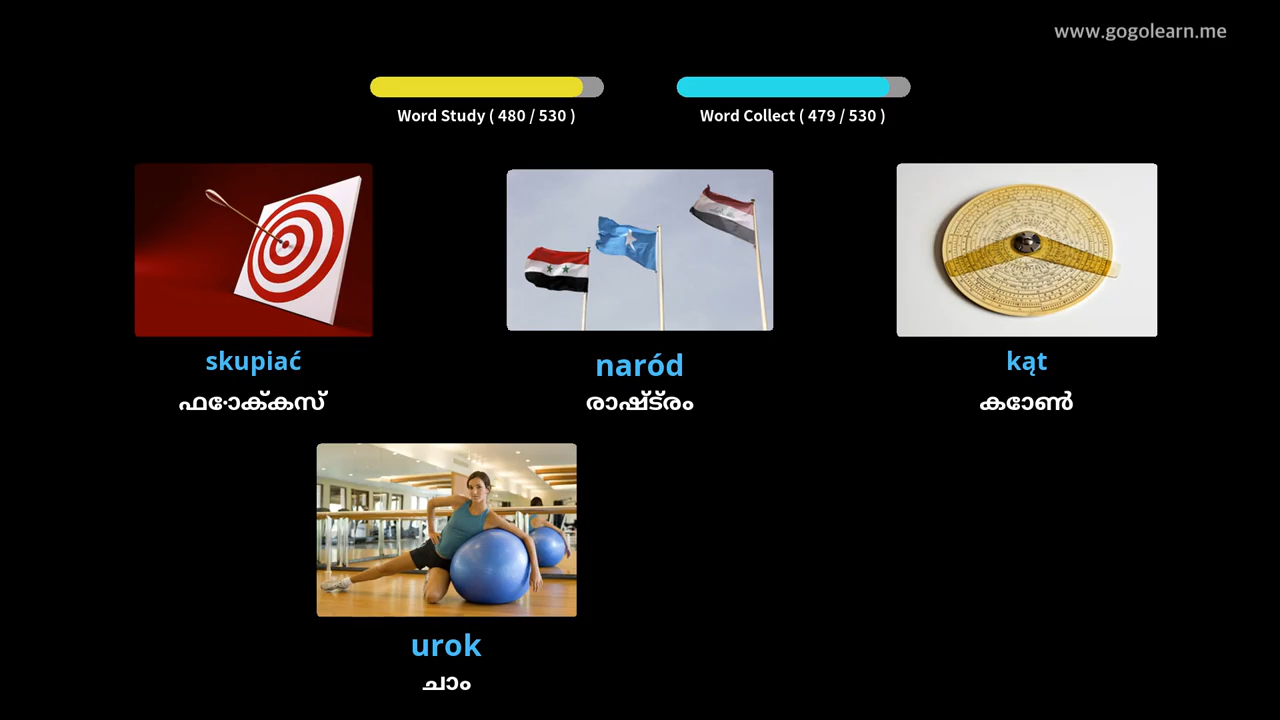 www.gogolearn.me
Word Study ( 480 / 530 )
Word Collect ( 479 / 530 )
skupiać
ഫോക്കസ്
naród
രാഷ്ട്രം
kąt
കോൺ
urok
ചാം